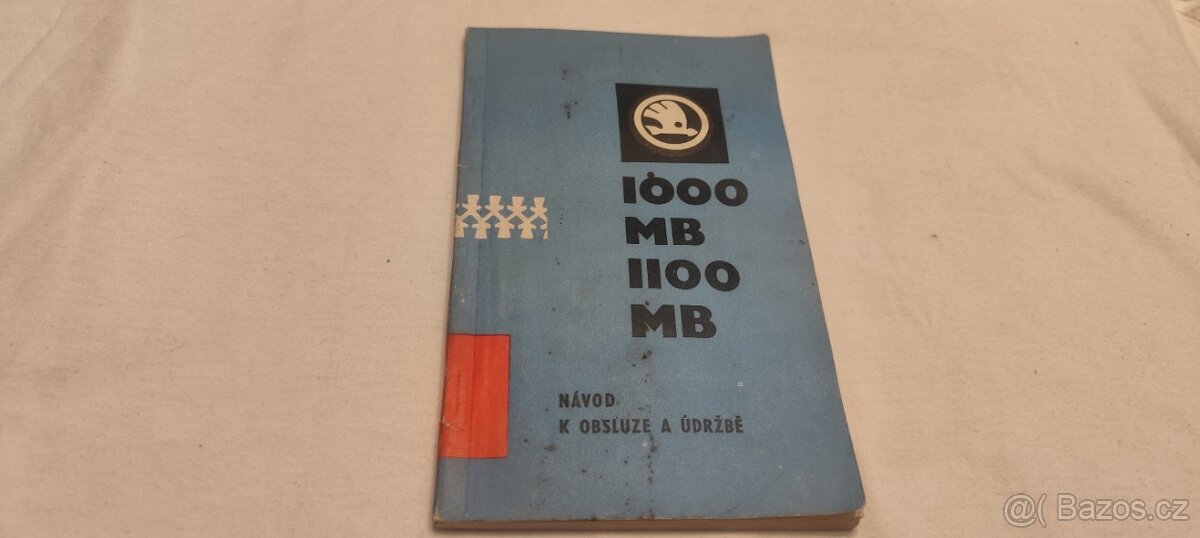 1000
MB
1100
MB
NÁVOD
K OBSLUZE A ÚDRŽBĚ
@( Bazos.cz